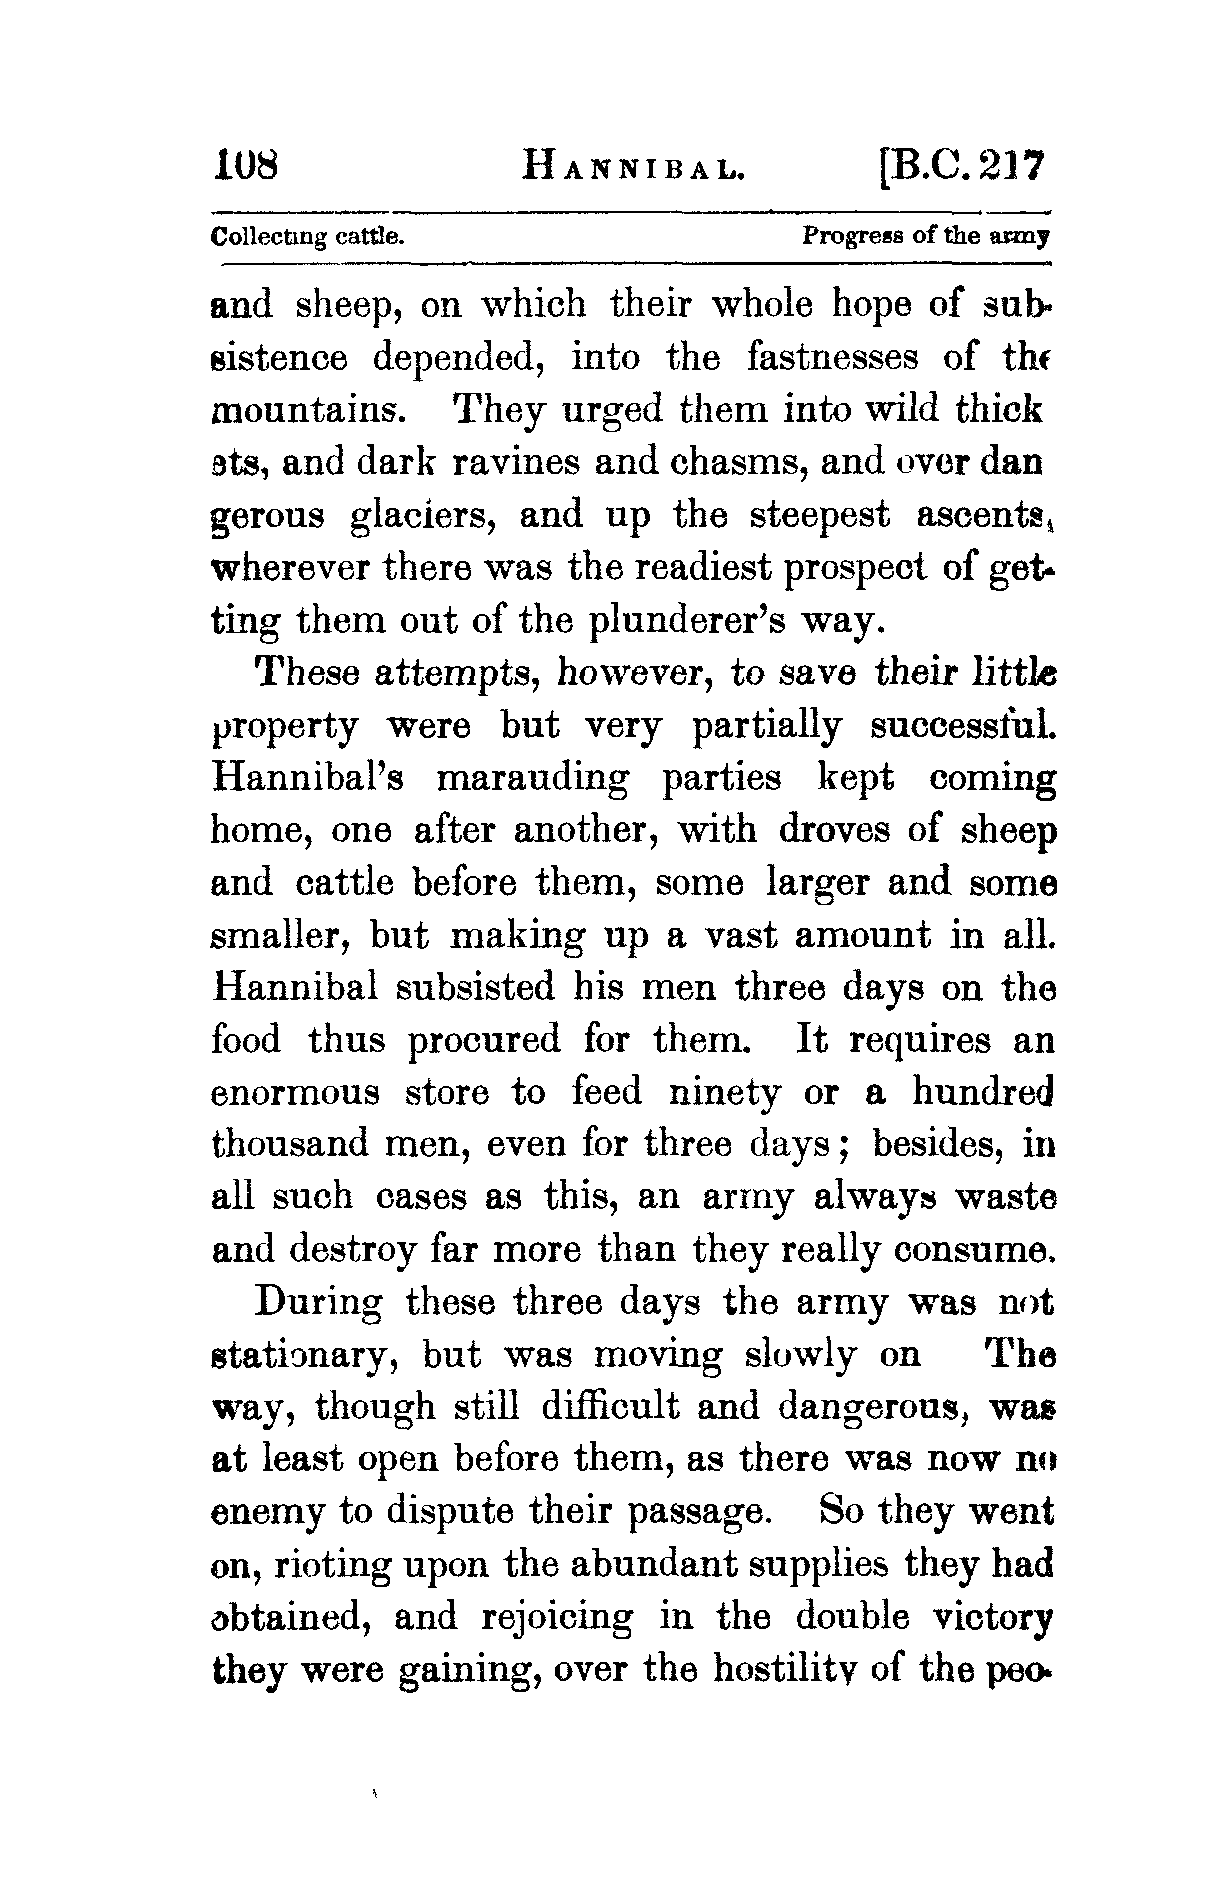 108 HANNIBAL. [B.C. 217
Collecting cattle. Progress of the army
and sheep, on which their whole hope of sub-
sistence depended, into the fastnesses of the
mountains. They urged them into wild thick
ets, and dark ravines and chasms, and over dan
gerous glaciers, and up the steepest ascents,
wherever there was the readiest prospect of get-
ting them out of the plunderer's way.
These attempts, however, to save their little
property were but very partially successful.
Hannibal's marauding parties kept coming
home, one after another, with droves of sheep
and cattle before them, some larger and some
smaller, but making up a vast amount in all.
Hannibal subsisted his men three days on the
food thus procured for them. It requires an
enormous store to feed ninety or a hundred
thousand men, even for three days; besides, in
all such cases as this, an army always waste
and destroy far more than they really consume.
During these three days the army was not
stationary, but was moving slowly on The
way, though still difficult and dangerous, was
at least open before them, as there was now no
enemy to dispute their passage. So they went
on, rioting upon the abundant supplies they had
obtained, and rejoicing in the double victory
they were gaining, over the hostility of the peo-